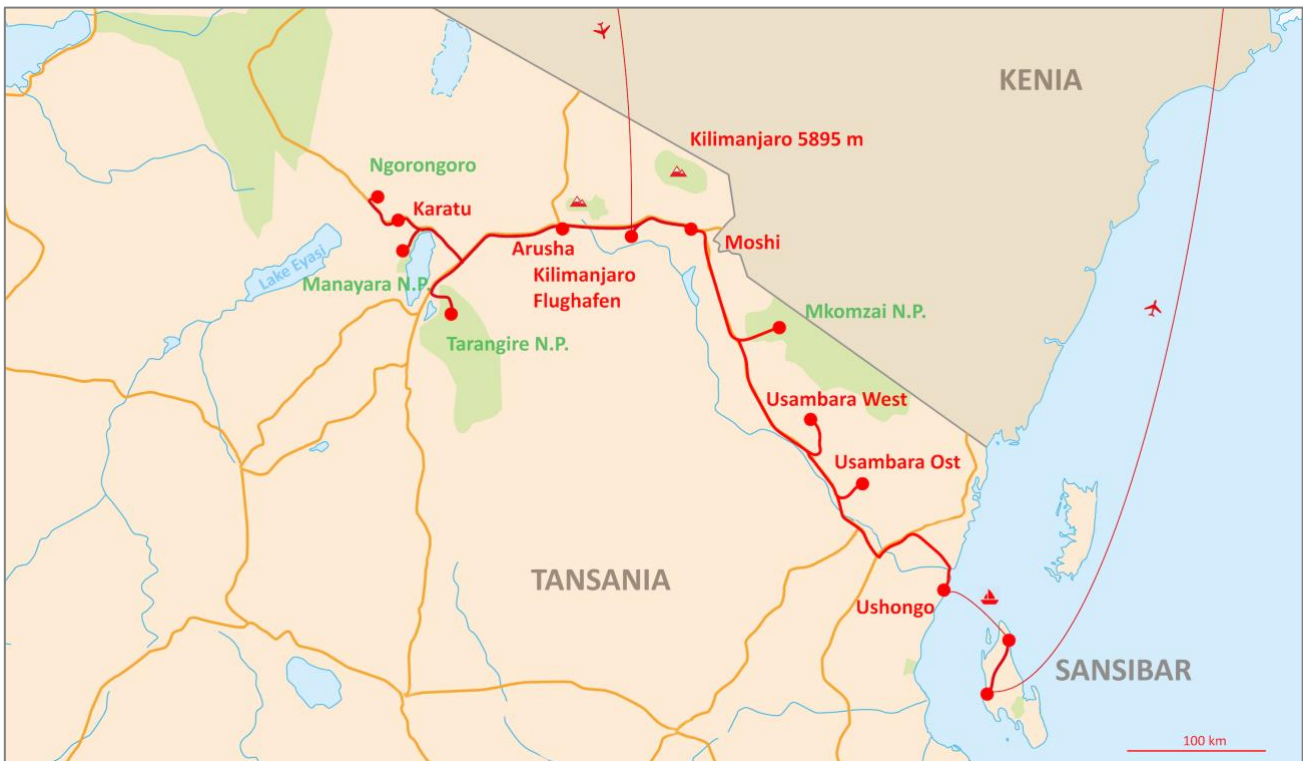 KENIA
Kilimanjaro 5895 m
Ngorongoro
Karatu
Arusha
Moshi
Lake Eyasi
Manayara N.P.
Kilimanjaro
Flughafen
Mkomzai N.P.
Tarangire N.P.
Usambara West
Usambara Ost
TANSANIA
Ushongo
SANSIBAR
100 km